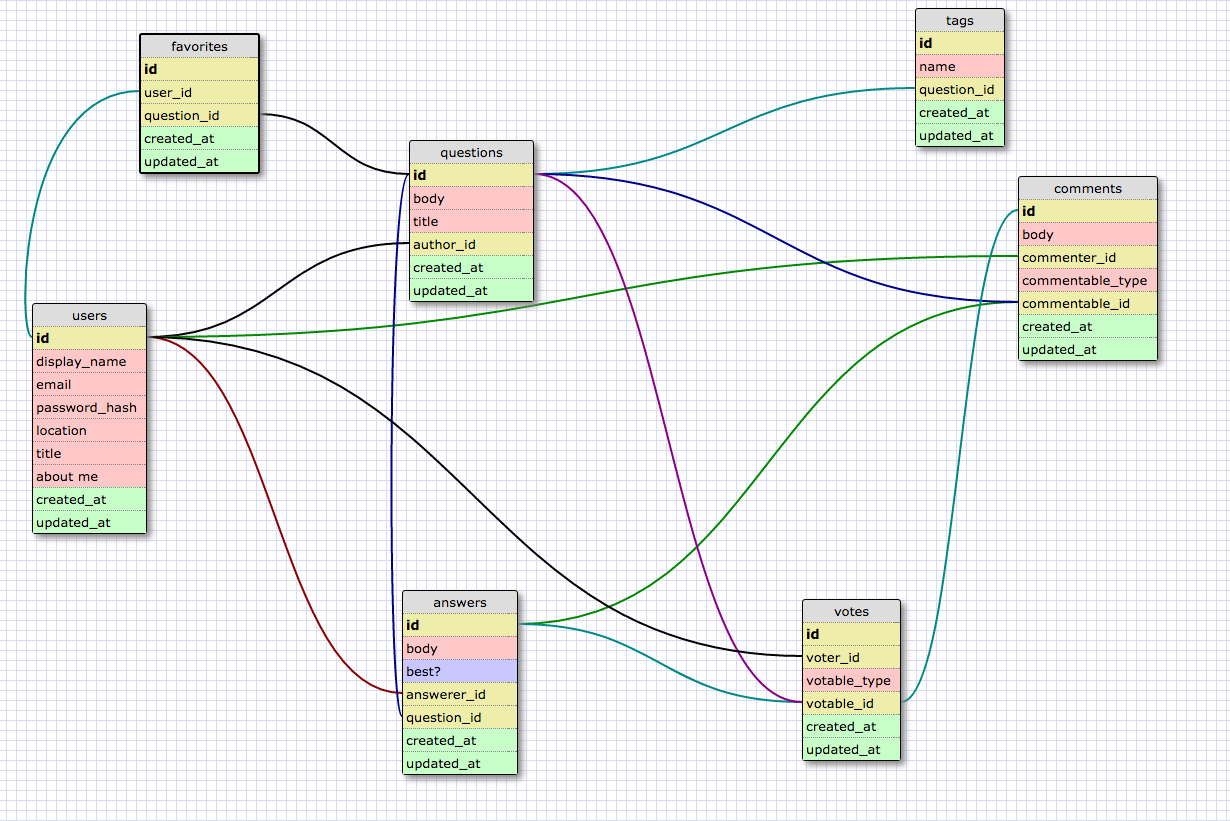 favorites
id
user_id
question_id
created_at
updated_at
tags
id
name
question_id
created_at
updated_at
questions
id
body
title
author_id
created_at
updated_at
comments
id
body
commenter_id
commentable_type
commentable_id
created_at
updated_at
users
id
display_name
email
password_hash
location
title
about me
created_at
updated_at
answers
id
body
best?
answerer_id
question_id
created_at
updated_at
votes
id
voter_id
votable_type
votable_id
created_at
updated_at